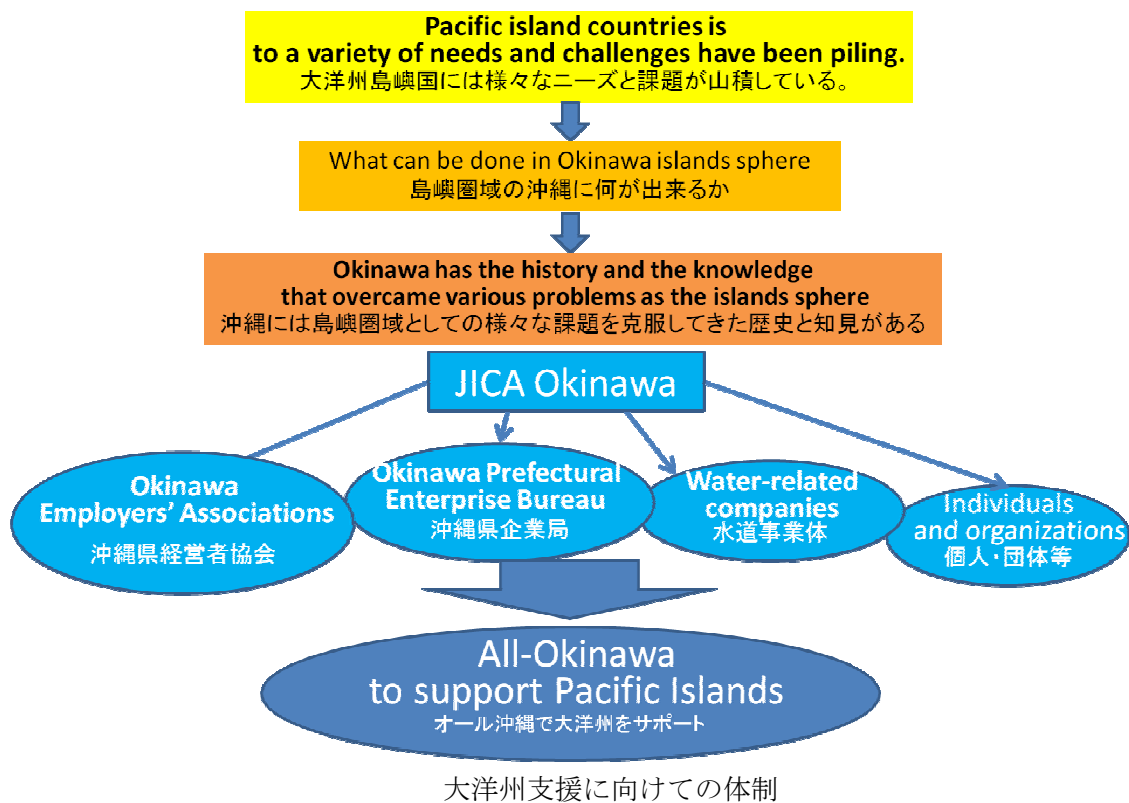 Pacific island countries is
to a variety of needs and challenges have been piling.
大洋州島嶼国には様々なニーズと課題が山積している。
What can be done in Okinawa islands sphere
島嶼圏域の沖縄に何が出来るか
Okinawa has the history and the knowledge
that overcame various problems as the islands sphere
沖縄には島嶼圏域としての様々な課題を克服してきた歴史と知見がある
JICA Okinawa
Okinawa
Employers' Associations
沖縄県経営者協会
Okinawa Prefectural
Enterprise Bureau
沖縄県企業局
Water-related
companies
水道事業体
Individuals
and organizations
個人・団体等
All-Okinawa
to support Pacific Islands
オール沖縄で大洋州をサポート
大洋州支援に向けての体制